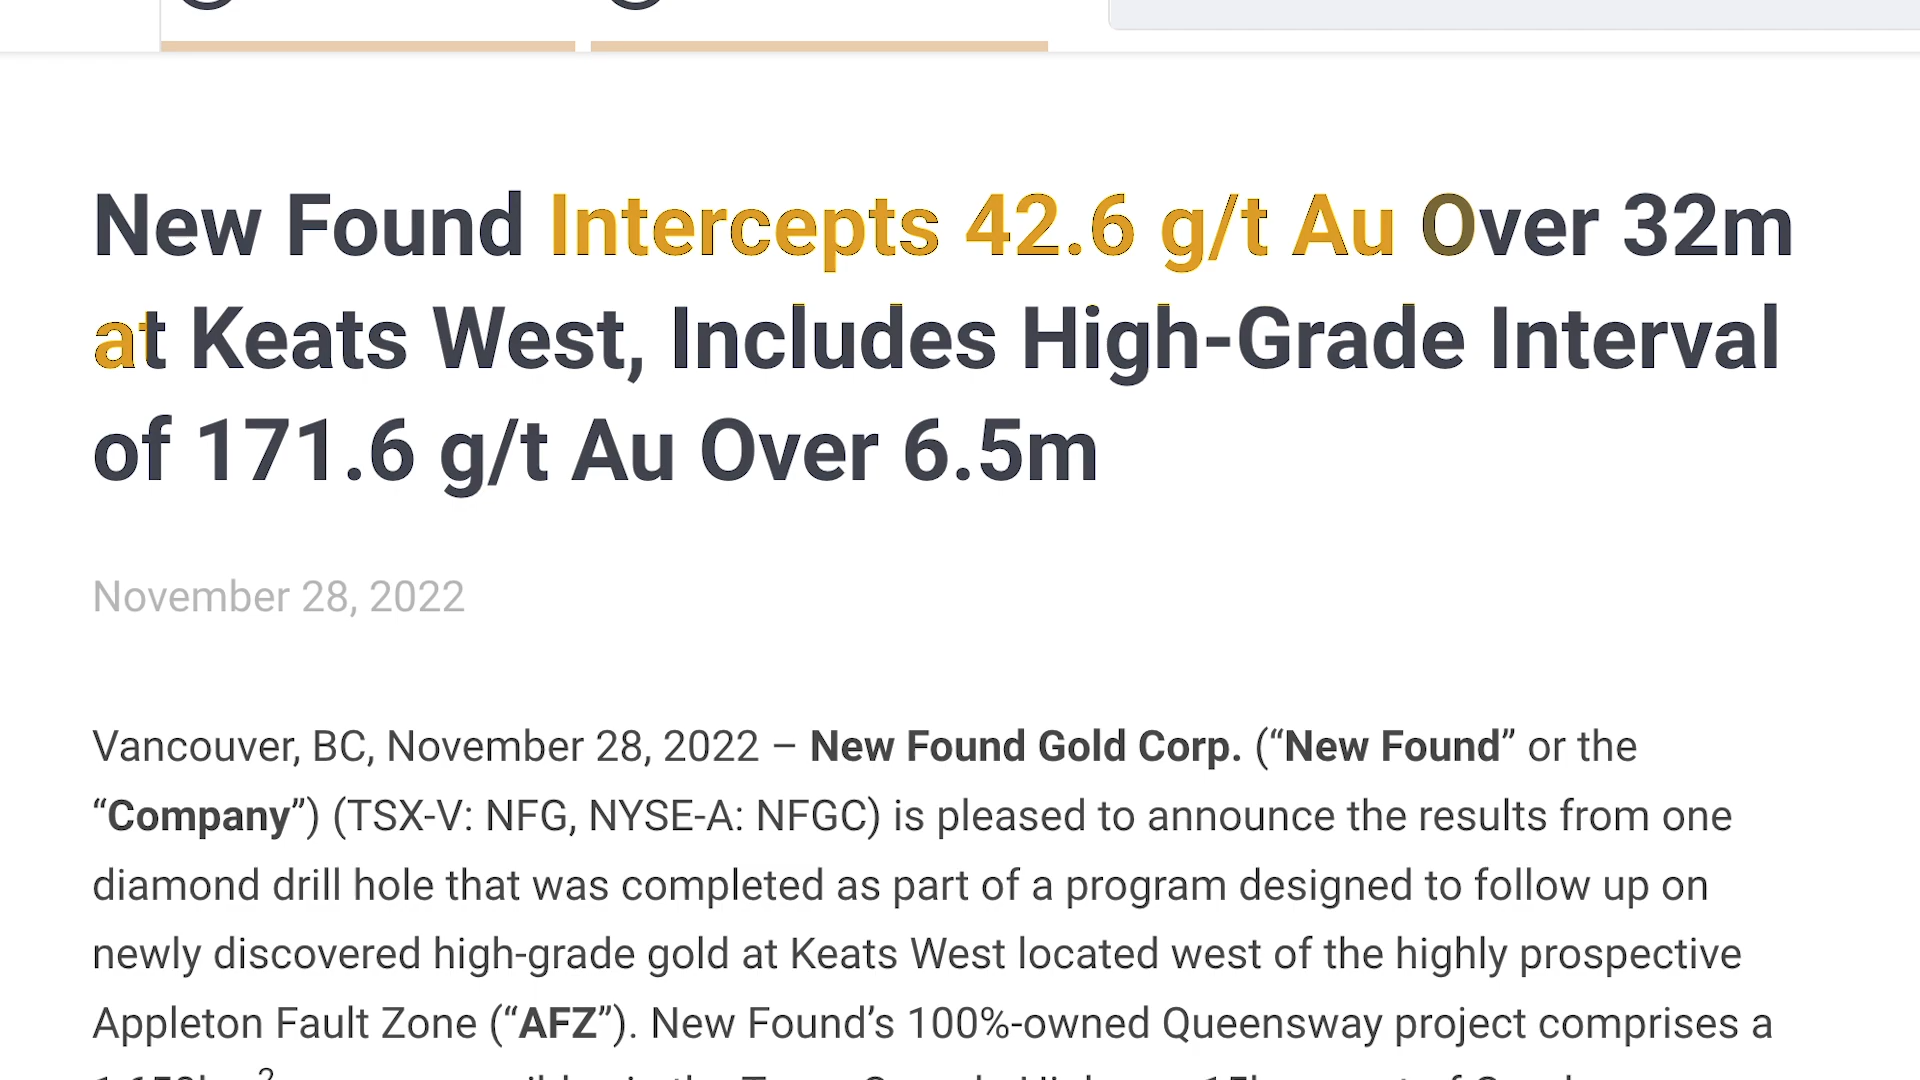 New Found Intercepts 42.6 g/t Au Over 32m
at Keats West, Includes High-Grade Interval
of 171.6 g/t Au Over 6.5m
November 28, 2022
Vancouver, BC, November 28, 2022 – New Found Gold Corp. (“New Found” or the
“Company”) (TSX-V: NFG, NYSE-A: NFGC) is pleased to announce the results from one
diamond drill hole that was completed as part of a program designed to follow up on
newly discovered high-grade gold at Keats West located west of the highly prospective
Appleton Fault Zone (“AFZ”). New Found’s 100%-owned Queensway project comprises a